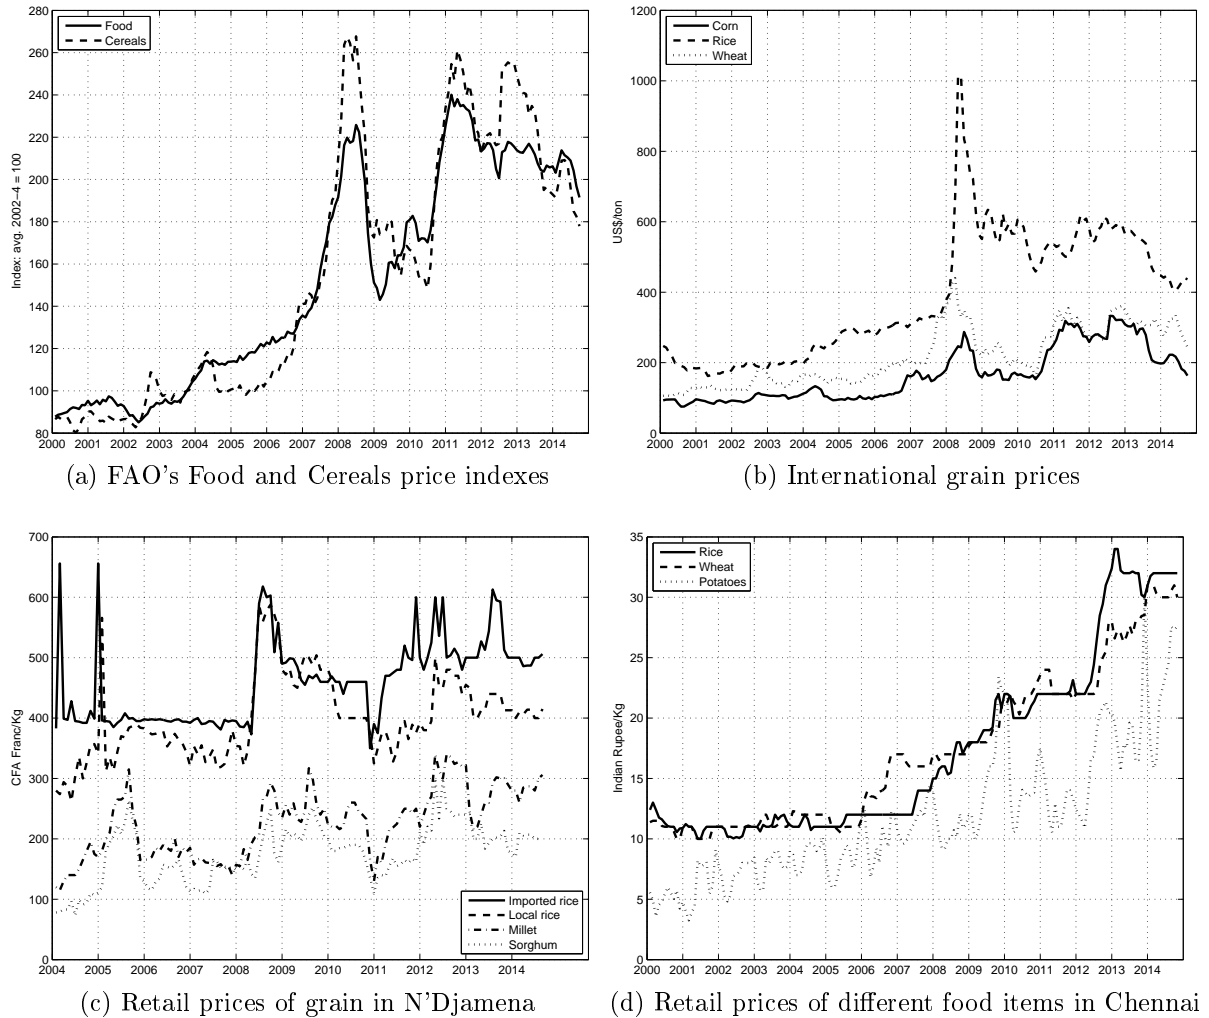 280
260
240
220
200
180
160
140
120
100
80
Index: avg. 2002−4 = 100
Food
Cereals
2000 2001 2002 2003 2004 2005 2006 2007 2008 2009 2010 2011 2012 2013 2014
(a) FAO's Food and Cereals price indexes
1200
1000
800
600
400
200
0
US$/ton
Corn
Rice
Wheat
2000 2001 2002 2003 2004 2005 2006 2007 2008 2009 2010 2011 2012 2013 2014
(b) International grain prices
700
600
500
400
300
200
100
0
CFA Franc/Kg
Imported rice
Local rice
Millet
Sorghum
2004 2005 2006 2007 2008 2009 2010 2011 2012 2013 2014
(c) Retail prices of grain in N'Djamena
35
30
25
20
15
10
5
0
Indian Rupee/Kg
Rice
Wheat
Potatoes
2000 2001 2002 2003 2004 2005 2006 2007 2008 2009 2010 2011 2012 2013 2014
(d) Retail prices of different food items in Chennai